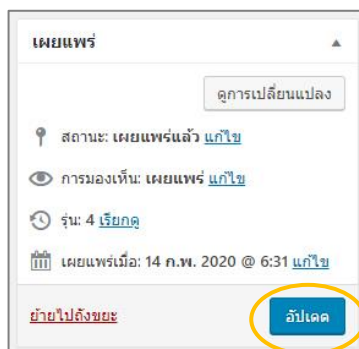 เผยแพร่
ดูการเปลี่ยนแปลง
สถานะ: เผยแพร่แล้ว แก้ไข
การมองเห็น: เผยแพร่ แก้ไข
รุ่น: 4 เรียกดู
เผยแพร่เมื่อ: 14 ก.พ. 2020 @ 6:31 แก้ไข
ย้ายไปถังขยะ อัปเดต